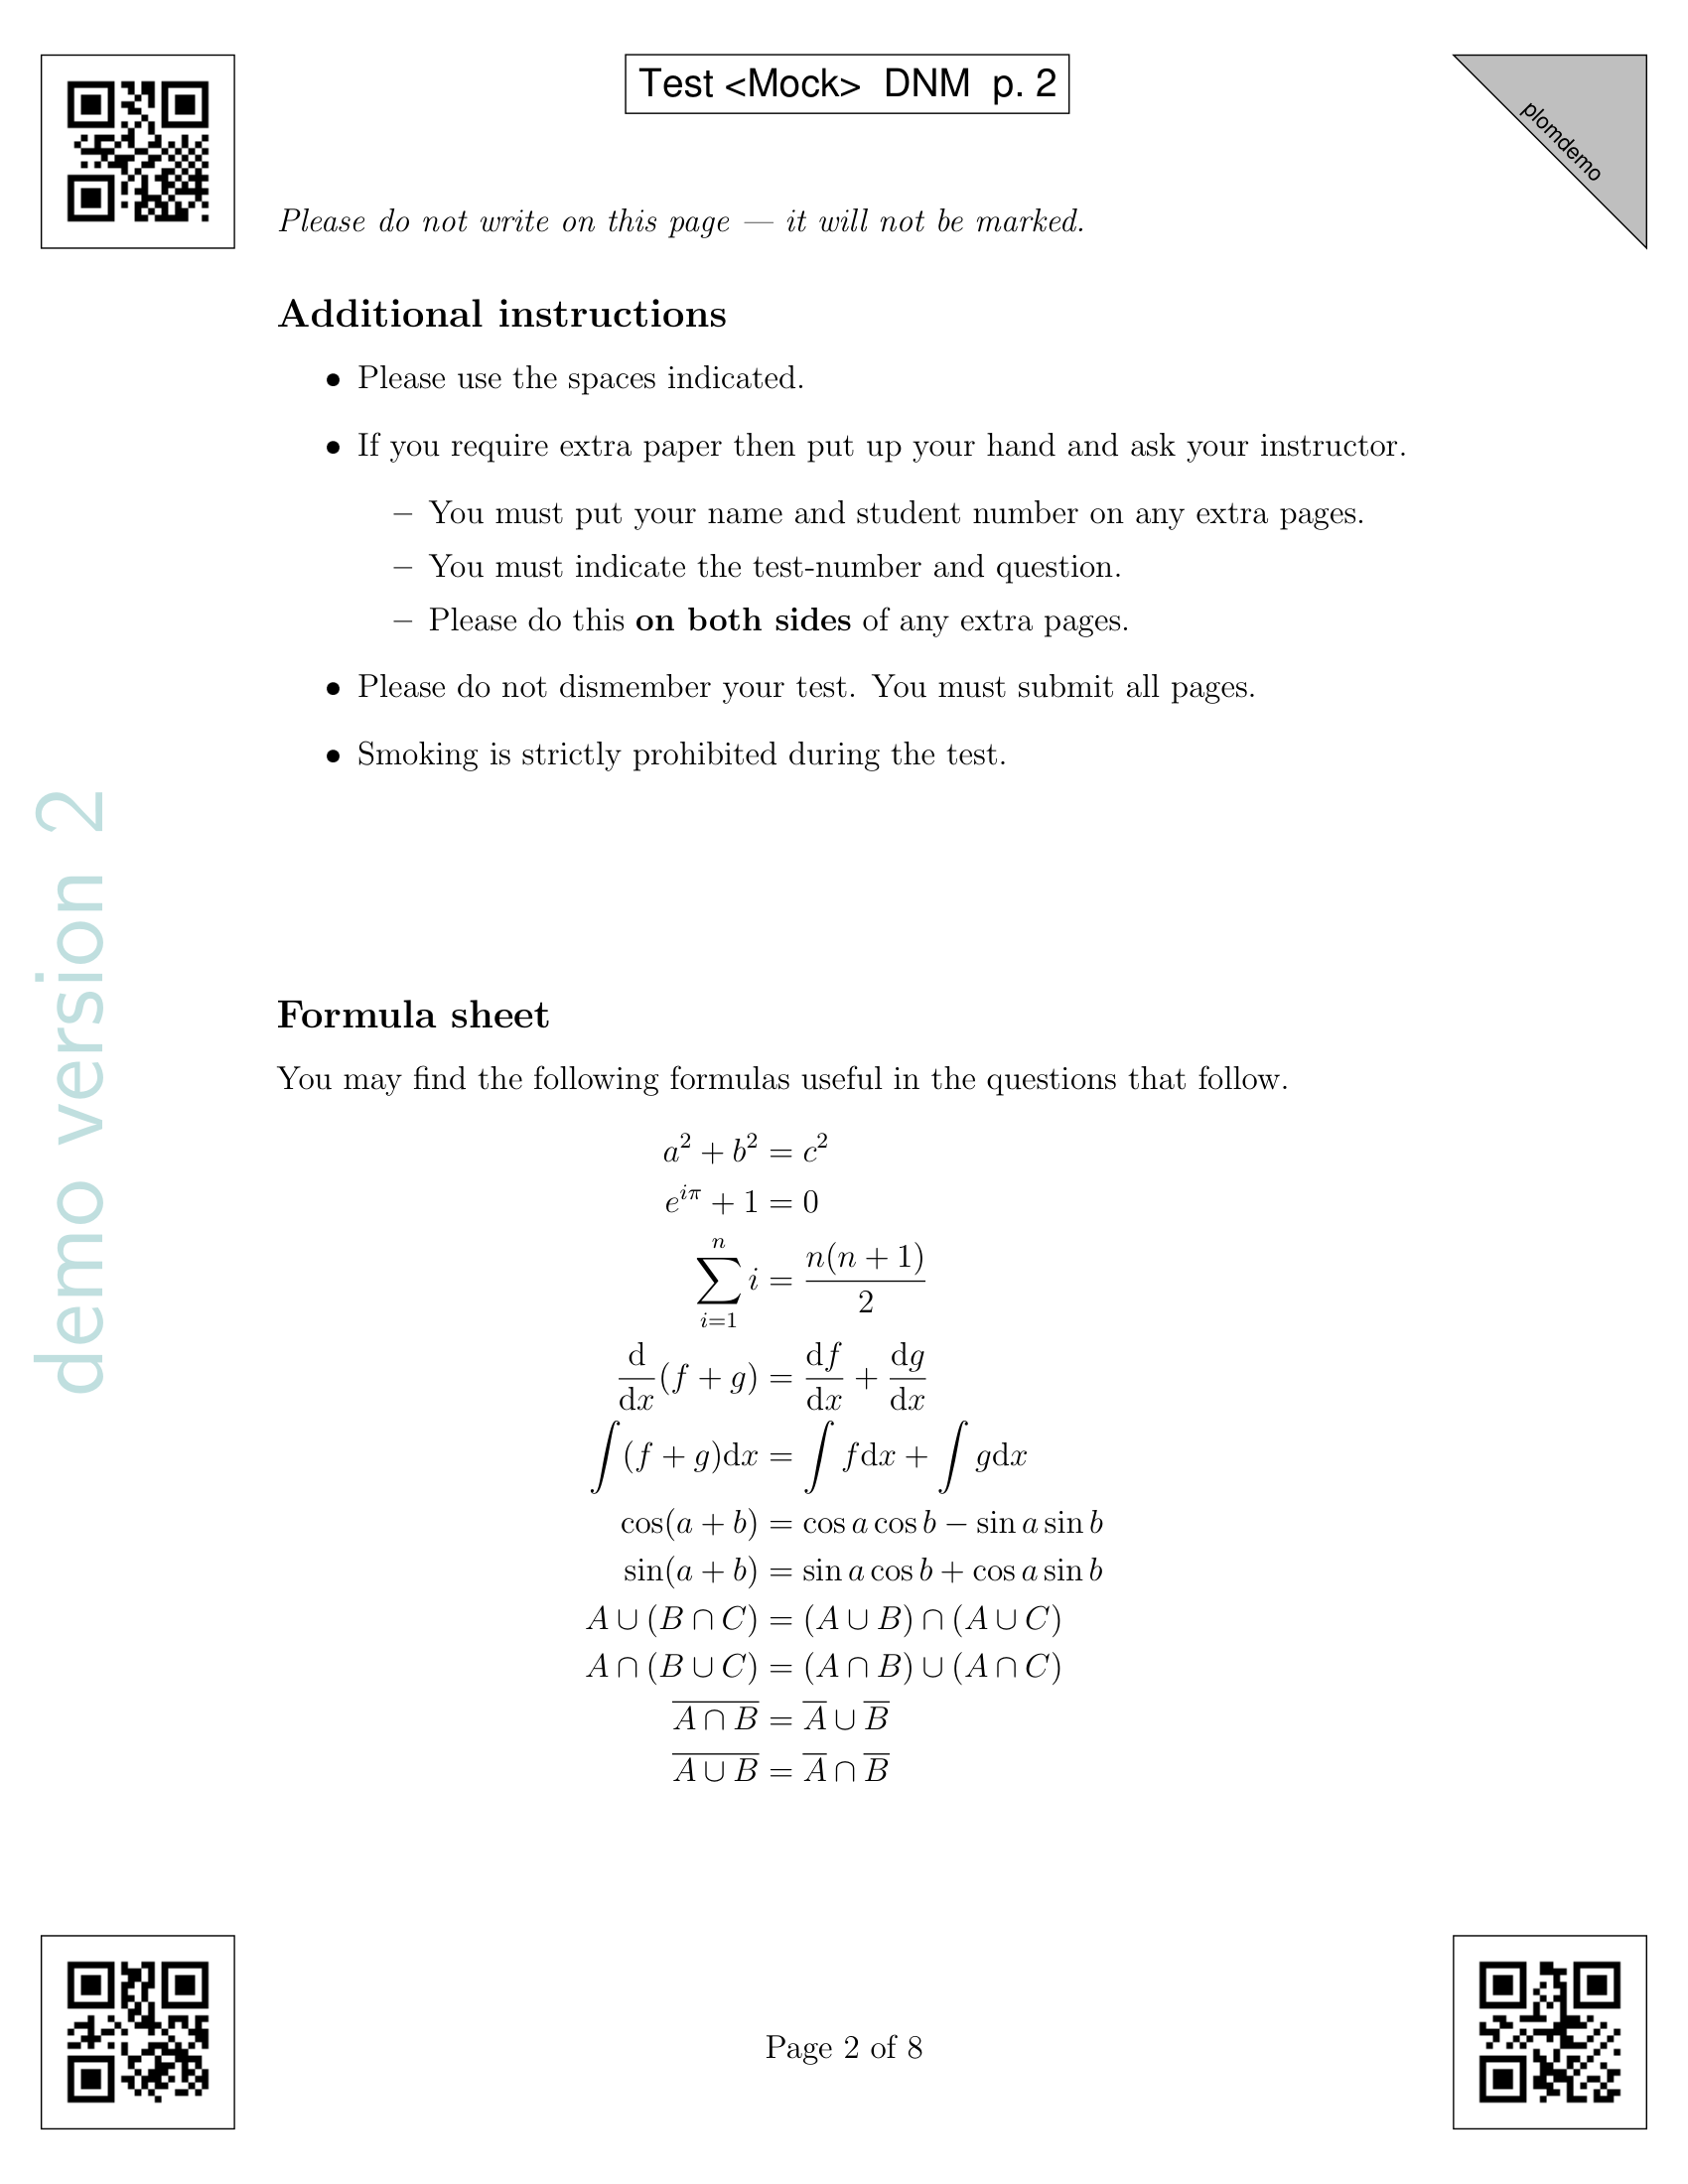 Test <Mock> DNM p. 2
plomdemo
Please do not write on this page — it will not be marked.
Additional instructions
• Please use the spaces indicated.
• If you require extra paper then put up your hand and ask your instructor.
– You must put your name and student number on any extra pages.
– You must indicate the test-number and question.
– Please do this on both sides of any extra pages.
• Please do not dismember your test. You must submit all pages.
• Smoking is strictly prohibited during the test.
demo version 2
Formula sheet
You may find the following formulas useful in the questions that follow.
$a^2 + b^2 = c^2$
$e^{i\pi} + 1 = 0$
$\sum_{i=1}^{n} i = \frac{n(n+1)}{2}$
$\frac{\mathrm{d}}{\mathrm{d}x}(f + g) = \frac{\mathrm{d}f}{\mathrm{d}x} + \frac{\mathrm{d}g}{\mathrm{d}x}$
$\int (f + g)\mathrm{d}x = \int f\mathrm{d}x + \int g\mathrm{d}x$
$\cos(a + b) = \cos a \cos b - \sin a \sin b$
$\sin(a + b) = \sin a \cos b + \cos a \sin b$
$A \cup (B \cap C) = (A \cup B) \cap (A \cup C)$
$A \cap (B \cup C) = (A \cap B) \cup (A \cap C)$
$\overline{A \cap B} = \overline{A} \cup \overline{B}$
$\overline{A \cup B} = \overline{A} \cap \overline{B}$
Page 2 of 8